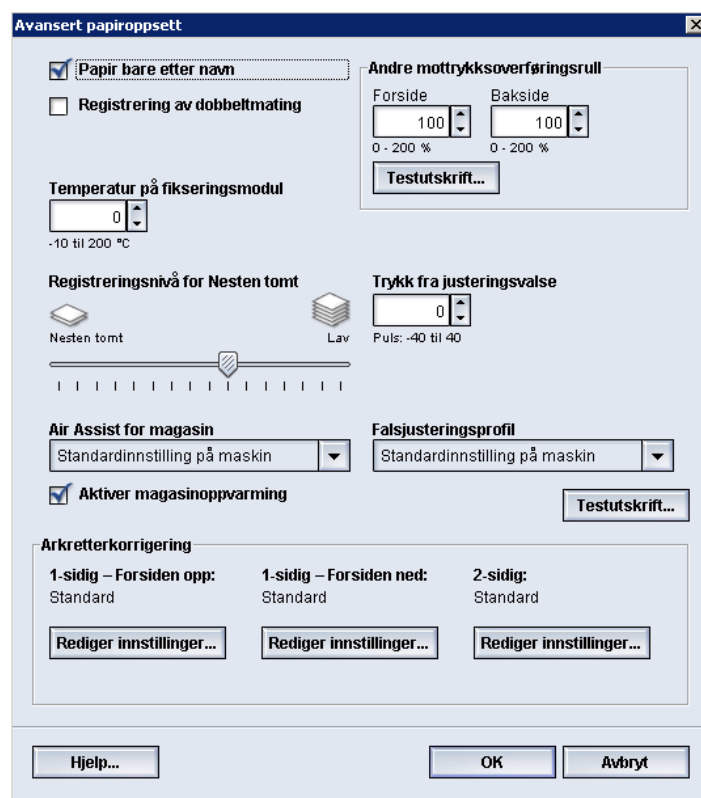 Avansert papiroppsett
Papir bare etter navn
Registrering av dobbeltmating
Andre mottrykksoverføringsrull
Forside Bakside
100 100
0 - 200 % 0 - 200 %
Testutskrift...
Temperatur på fikseringsmodul
0
-10 til 200 °C
Registreringsnivå for Nesten tomt
Nesten tomt Lav
Trykk fra justeringsvalse
0
Puls: -40 til 40
Air Assist for magasin
Standardinnstilling på maskin
Falsjusteringsprofil
Standardinnstilling på maskin
Aktiver magasinoppvarming
Testutskrift...
Arkretterkorrigering
1-sidig – Forsiden opp: 1-sidig – Forsiden ned: 2-sidig:
Standard Standard Standard
Rediger innstillinger... Rediger innstillinger... Rediger innstillinger...
Hjelp... OK Avbryt